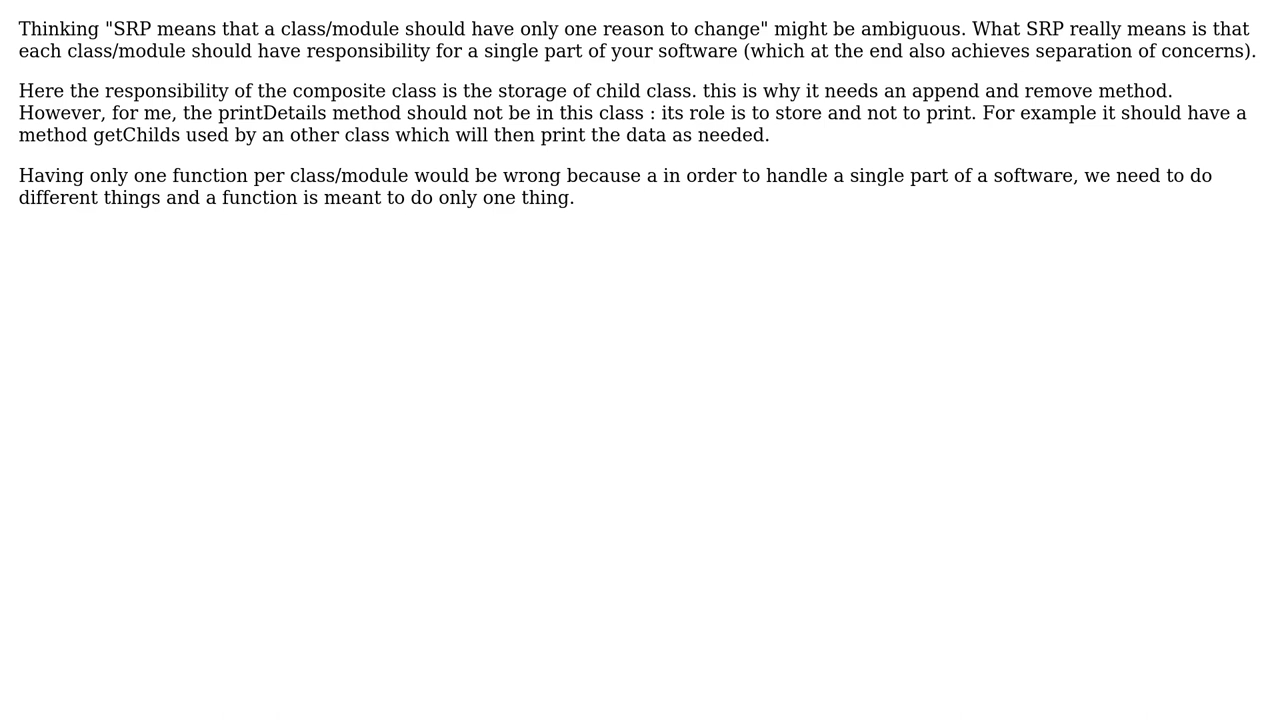 Thinking "SRP means that a class/module should have only one reason to change" might be ambiguous. What SRP really means is that
each class/module should have responsibility for a single part of your software (which at the end also achieves separation of concerns).
Here the responsibility of the composite class is the storage of child class. this is why it needs an append and remove method.
However, for me, the printDetails method should not be in this class : its role is to store and not to print. For example it should have a
method getChilds used by an other class which will then print the data as needed.
Having only one function per class/module would be wrong because a in order to handle a single part of a software, we need to do
different things and a function is meant to do only one thing.